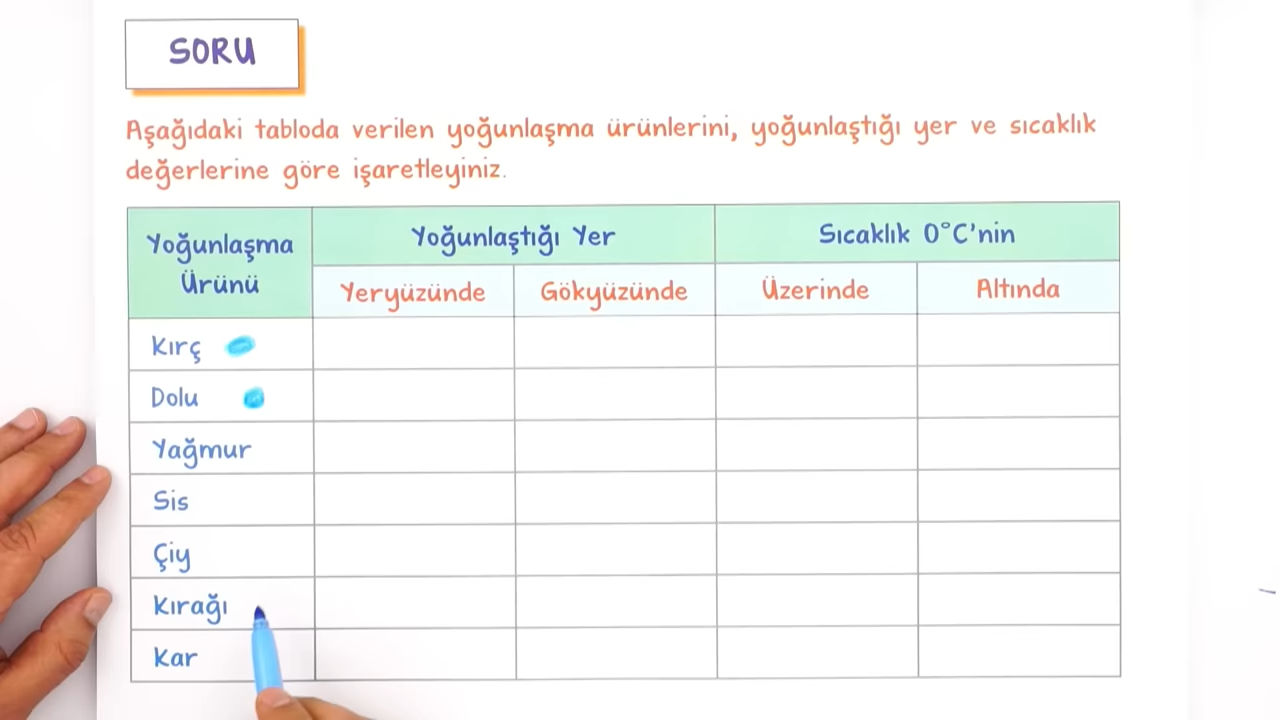 SORU
Aşağıdaki tabloda verilen yoğunlaşma ürünlerini, yoğunlaştığı yer ve sıcaklık
değerlerine göre işaretleyiniz.
Yoğunlaşma
Ürünü
Yoğunlaştığı Yer
Sıcaklık 0°C'nin
Yeryüzünde
Gökyüzünde
Üzerinde
Altında
Kırç
Dolu
Yağmur
Sis
Çiy
Kırağı
Kar